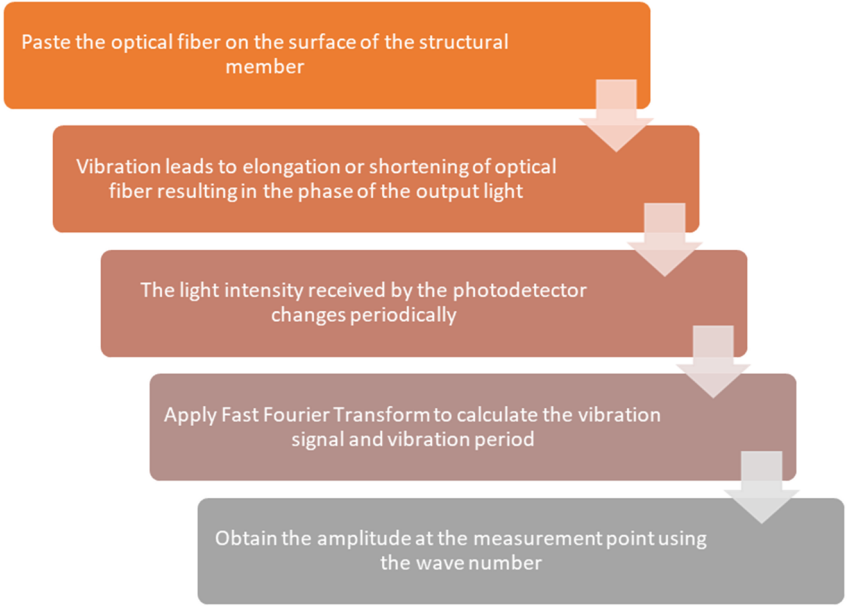 Paste the optical fiber on the surface of the structural
member
Vibration leads to elongation or shortening of optical
fiber resulting in the phase of the output light
The light intensity received by the photodetector
changes periodically
Apply Fast Fourier Transform to calculate the vibration
signal and vibration period
Obtain the amplitude at the measurement point using
the wave number